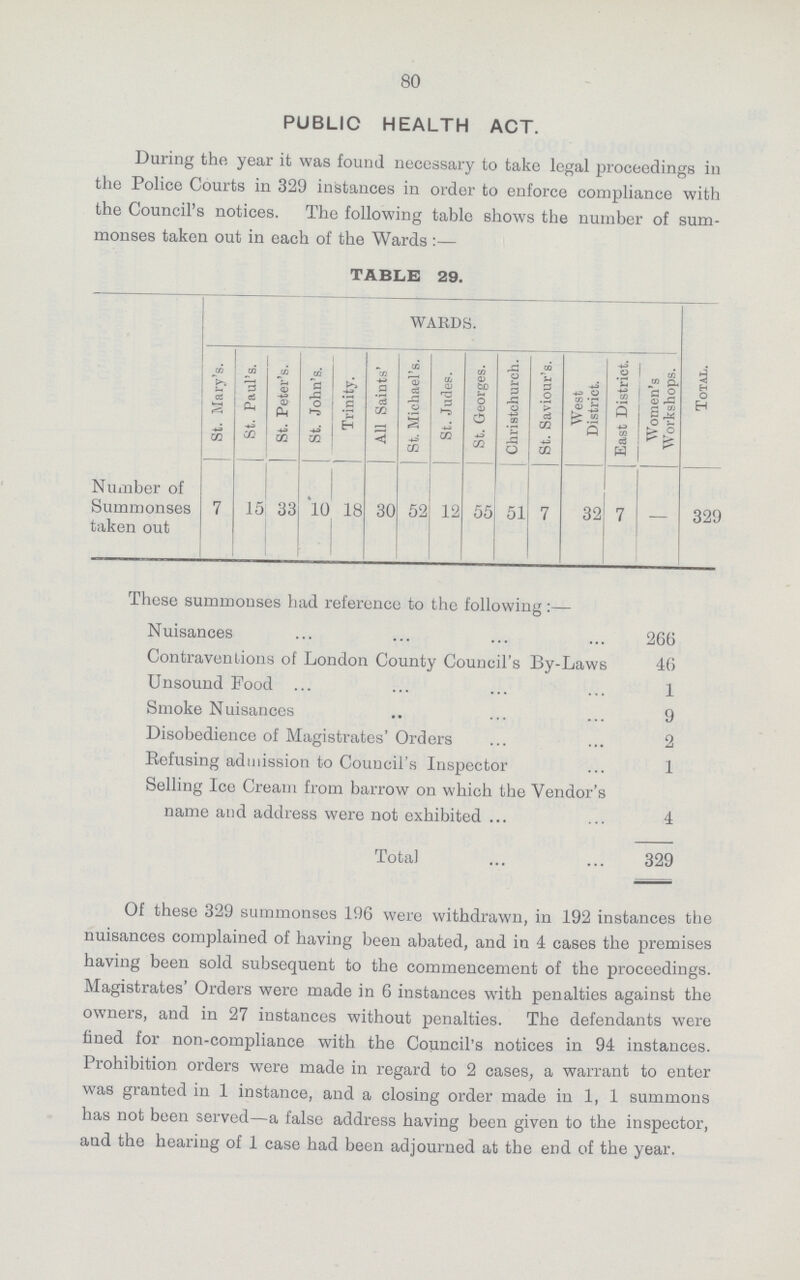 80
PUBLIC HEALTH ACT.
During the year it was found necessary to take legal proceedings in
the Police Courts in 329 instances in order to enforce compliance with
the Council's notices. The following table shows the number of sum-
monses taken out in each of the Wards :—
TABLE 29.
WARDS.
St. Mary's. St. Paul's. St. Peter's. St. John's. Trinity. All Saints' St. Michael's. St. Judes. St. Georges. Christchurch. St. Saviour's. West District. East District. Women's Workshops. TOTAL.
Number of
Summonses 7 15 33 10 18 30 52 12 55 51 7 32 7 — 329
taken out
These summonses had reference to the following :—
Nuisances ... ... ... ... 266
Contraventions of London County Council's By-Laws 46
Unsound Food ... ... ... ... 1
Smoke Nuisances .. ... ... 9
Disobedience of Magistrates' Orders ... ... 2
Refusing admission to Council's Inspector ... 1
Selling Ice Cream from barrow on which the Vendor's
name and address were not exhibited ... ... 4
Total ... ... 329
Of these 329 summonses 196 were withdrawn, in 192 instances the
nuisances complained of having been abated, and in 4 cases the premises
having been sold subsequent to the commencement of the proceedings.
Magistrates' Orders were made in 6 instances with penalties against the
owners, and in 27 instances without penalties. The defendants were
fined for non-compliance with the Council's notices in 94 instances.
Prohibition orders were made in regard to 2 cases, a warrant to enter
was granted in 1 instance, and a closing order made in 1, 1 summons
has not been served—a false address having been given to the inspector,
and the hearing of 1 case had been adjourned at the end of the year.